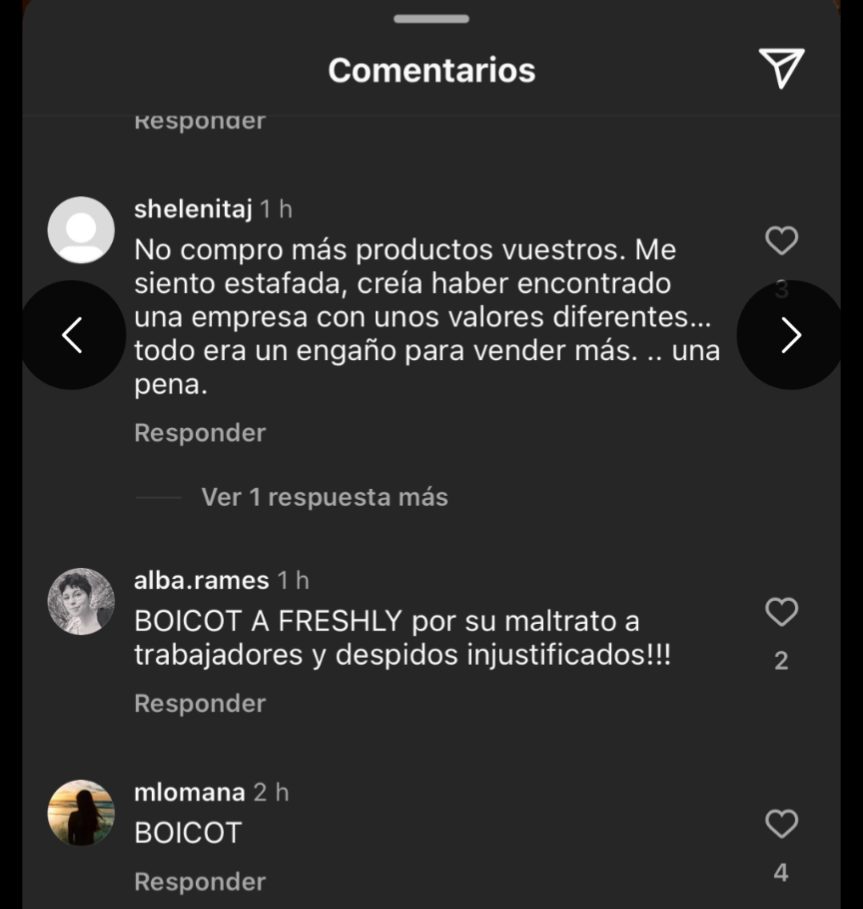 Comentarios
Responder
shelenitaj 1 h
No compro más productos vuestros. Me
siento estafada, creía haber encontrado
una empresa con unos valores diferentes...
todo era un engaño para vender más. .. una
pena.
3
Responder
Ver 1 respuesta más
alba.rames 1 h
BOICOT A FRESHLY por su maltrato a
trabajadores y despidos injustificados!!!
2
Responder
mlomana 2 h
BOICOT
4
Responder